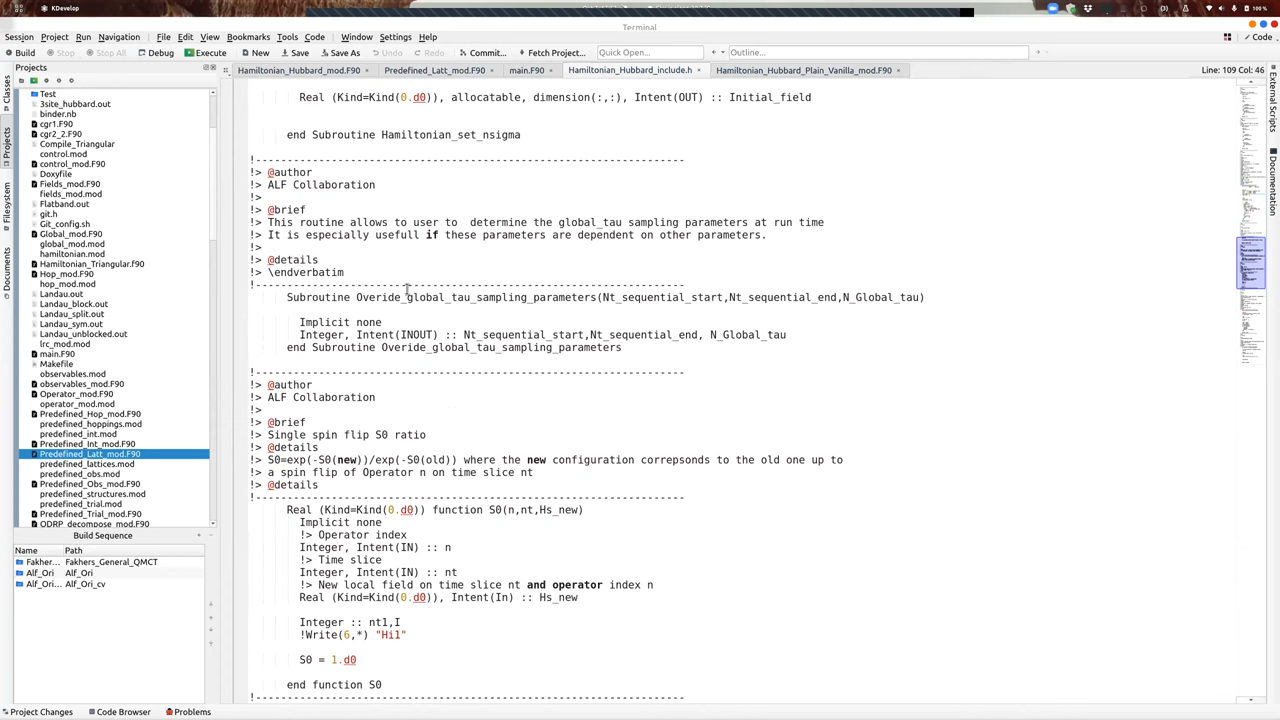 KDevelop
100 %
Terminal
Session Project Run Navigation File Edit View Bookmarks Tools Code Window Settings Help
Code
Build Stop Stop All Debug Execute New Save Save As Undo Redo Commit... Fetch Project... Quick Open... Outline...
Projects
Hamiltonian_Hubbard_mod.F90 Predefined_Latt_mod.F90 main.F90 Hamiltonian_Hubbard_include.h Hamiltonian_Hubbard_Plain_Vanilla_mod.F90 Line: 109 Col: 46
Classes
Projects
Filesystem
Documents
Test
3site_hubbard.out
binder.nb
cgr1.F90
cgr2_2.F90
Compile_Triangular
control.mod
control_mod.F90
Doxyfile
Fields_mod.F90
fields_mod.mod
Flatband.out
git.h
Git_config.sh
Global_mod.F90
global_mod.mod
hamiltonian.mod
Hamiltonian_Triangular.f90
Hop_mod.F90
hop_mod.mod
Landau.out
Landau_block.out
Landau_split.out
Landau_sym.out
Landau_unblocked.out
lrc_mod.mod
main.F90
Makefile
observables.mod
observables_mod.F90
Operator_mod.F90
operator_mod.mod
Predefined_Hop_mod.F90
predefined_hoppings.mod
predefined_int.mod
Predefined_Int_mod.F90
Predefined_Latt_mod.F90
predefined_lattices.mod
predefined_obs.mod
Predefined_Obs_mod.F90
predefined_structures.mod
predefined_trial.mod
Predefined_Trial_mod.F90
QDRP_decompose_mod.F90
Build Sequence
Name Path
Fakher... Fakhers_General_QMCT
Alf_Ori Alf_Ori
Alf_Ori... Alf_Ori_cv
Real (Kind=Kind(0.d0)), allocatable, dimension(:,:), Intent(OUT) :: Initial_field
end Subroutine Hamiltonian_set_nsigma
!--------------------------------------------------------------------
!> @author
!> ALF Collaboration
!>
!> @brief
!> This routine allows to user to  determine the global_tau sampling parameters at run time
!> It is especially usefull if these parameters are dependent on other parameters.
!>
!> @details
!> \endverbatim
!--------------------------------------------------------------------
Subroutine Overide_global_tau_sampling_parameters(Nt_sequential_start,Nt_sequential_end,N_Global_tau)
Implicit none
Integer, Intent(INOUT) :: Nt_sequential_start,Nt_sequential_end, N_Global_tau
end Subroutine Overide_global_tau_sampling_parameters
!--------------------------------------------------------------------
!> @author
!> ALF Collaboration
!>
!> @brief
!> Single spin flip S0 ratio
!> @details
!> S0=exp(-S0(new))/exp(-S0(old)) where the new configuration correpsonds to the old one up to
!> a spin flip of Operator n on time slice nt
!> @details
!--------------------------------------------------------------------
Real (Kind=Kind(0.d0)) function S0(n,nt,Hs_new)
Implicit none
!> Operator index
Integer, Intent(IN) :: n
!> Time slice
Integer, Intent(IN) :: nt
!> New local field on time slice nt and operator index n
Real (Kind=Kind(0.d0)), Intent(In) :: Hs_new
Integer :: nt1,I
!Write(6,*) "Hi1"
S0 = 1.d0
end function S0
!--------------------------------------------------------------------
External Scripts
Documentation
Project Changes Code Browser Problems